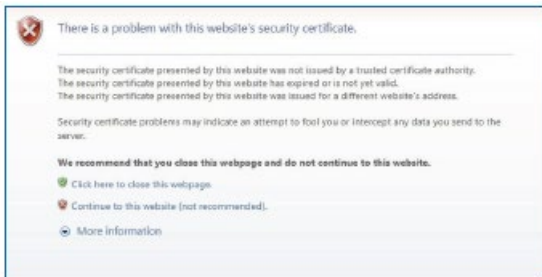 There is a problem with this website's security certificate.
The security certificate presented by this website was not issued by a trusted certificate authority.
The security certificate presented by this website has expired or is not yet valid.
The security certificate presented by this website was issued for a different website's address.
Security certificate problems may indicate an attempt to fool you or intercept any data you send to the
server.
We recommend that you close this webpage and do not continue to this website.
Click here to close this webpage.
Continue to this website (not recommended).
More information